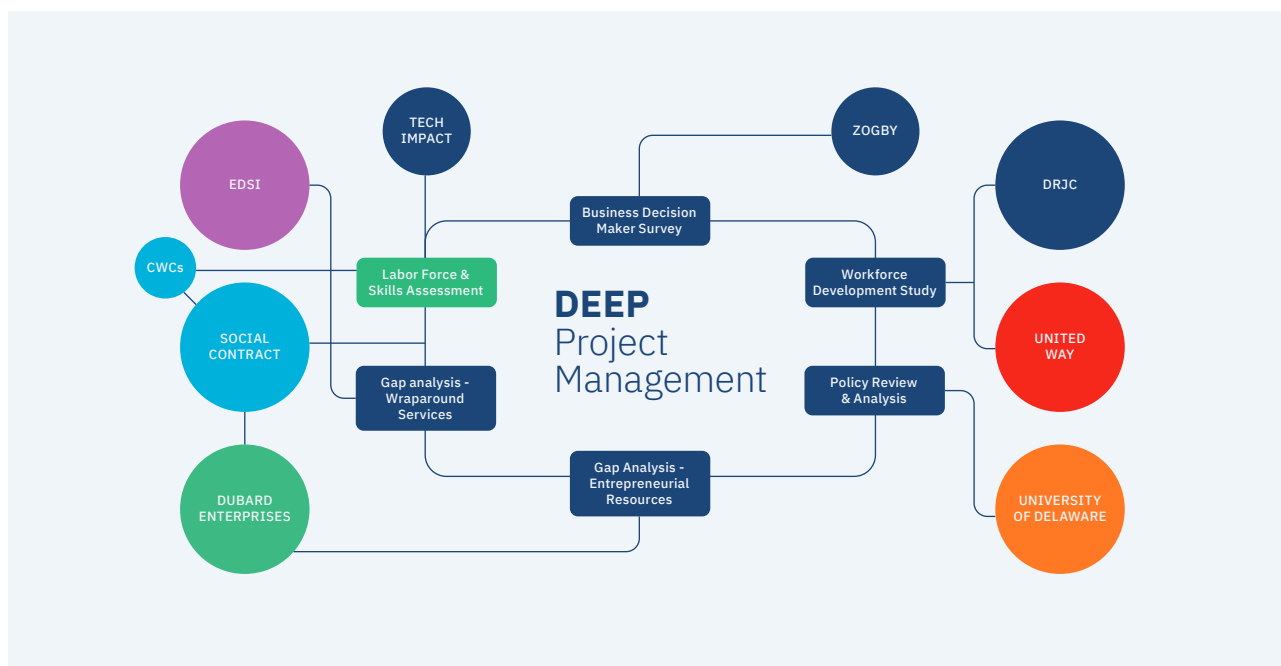 TECH
IMPACT
ZOGBY
EDSI
DRJC
Business Decision
Maker Survey
CWCs
Labor Force &
Skills Assessment
Workforce
Development Study
DEEP
Project
Management
SOCIAL
CONTRACT
UNITED
WAY
Gap analysis -
Wraparound
Services
Policy Review
& Analysis
Gap Analysis -
Entrepreneurial
Resources
DUBARD
ENTERPRISES
UNIVERSITY
OF DELAWARE